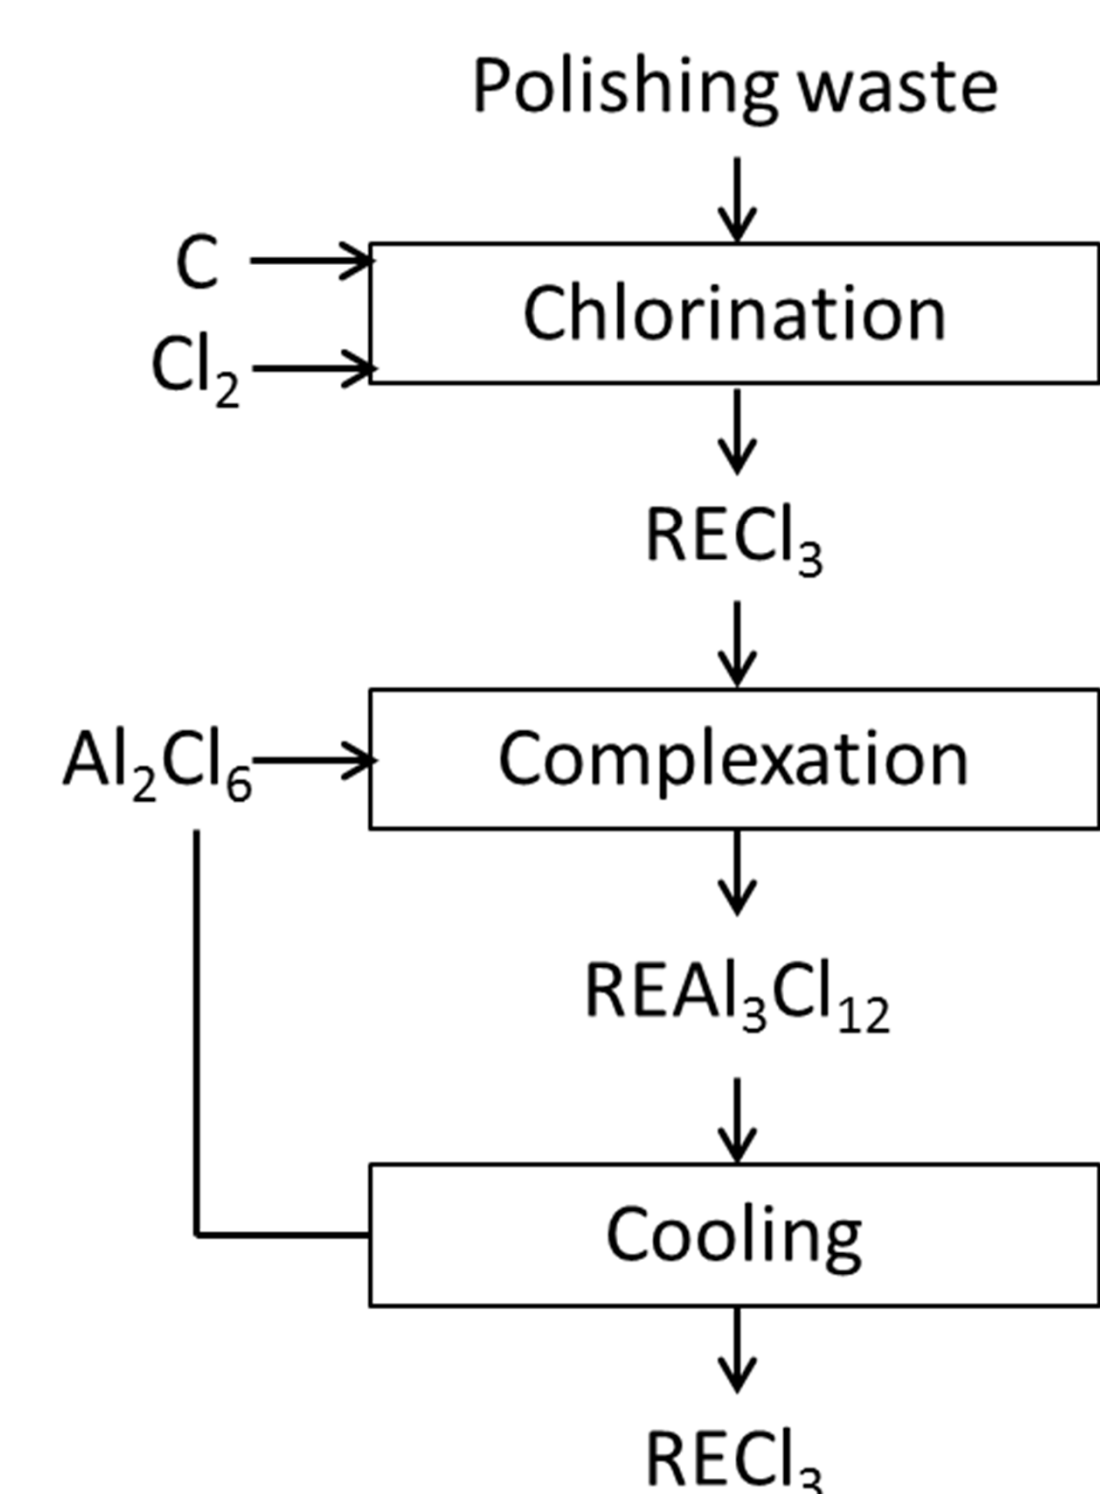 Polishing waste
C
Chlorination
Cl₂
RECl₃
Al₂Cl₆
Complexation
REAl₃Cl₁₂
Cooling
RECl₃